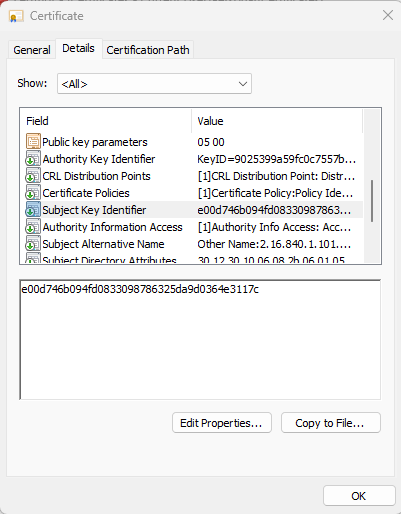 Certificate
General Details Certification Path
Show: <All>
Field Value
Public key parameters 05 00
Authority Key Identifier KeyID=9025399a59fc0c7557b...
CRL Distribution Points [1]CRL Distribution Point: Distr...
Certificate Policies [1]Certificate Policy:Policy Ide...
Subject Key Identifier e00d746b094fd08330987863...
Authority Information Access [1]Authority Info Access: Acc...
Subject Alternative Name Other Name:2.16.840.1.101....
Subject Directory Attributes 30 12 30 10 06 08 2b 06 01 05
e00d746b094fd0833098786325da9d0364e3117c
Edit Properties... Copy to File...
OK